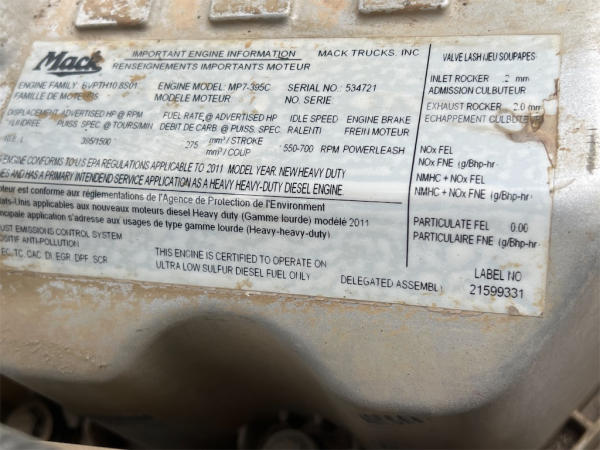 Mack IMPORTANT ENGINE INFORMATION MACK TRUCKS, INC
RENSEIGNEMENTS IMPORTANTS MOTEUR
ENGINE FAMILY: ENGINE MODEL: MP7-395C SERIAL NO.: 534721
FAMILLE DE MODÈLE MOTEUR NO. SERIE:
DISPLACEMENT ADVERTISED HP @ RPM FUEL RATE@ ADVERTISED HP IDLE SPEED ENGINE BRAKE
PUISS. SPEC @ TOURS/MIN DEBIT DE CARB. @ PUISS. SPEC RALENTI FREIN MOTEUR
395/1500 275 mm³ / STROKE 550-700 RPM POWERLEASH
mm³ / COUP
ENGINE CONFORMS TO US EPA REGULATIONS APPLICABLE TO 2011 MODEL YEAR NEW HEAVY DUTY
AND HAS A PRIMARY INTENDED SERVICE APPLICATION AS A HEAVY HEAVY-DUTY DIESEL ENGINE.
est conforme aux réglementations de l'Agence de Protection de l'Environment
applicables aux nouveaux moteurs diesel Heavy duty (Gamme lourde) modèle 2011
application s'adresse aux usages de type gamme lourde (Heavy-heavy-duty).
EMISSIONS CONTROL SYSTEM
ANTI-POLLUTION
EC, TC, CAC DI, EGR DPF SCR
THIS ENGINE IS CERTIFIED TO OPERATE ON
ULTRA LOW SULFUR DIESEL FUEL ONLY
DELEGATED ASSEMBLY
VALVE LASH /JEU SOUPAPES
INLET ROCKER .2 mm
ADMISSION CULBUTEUR
EXHAUST ROCKER 2.0 mm
ECHAPPEMENT CULBUTEUR
NOx FEL
NOx FNE (g/Bhp-hr
NMHC + NOx FEL
NMHC + NOx FNE (g/Bhp-hr
PARTICULATE FEL 0.00
PARTICULAIRE FNE (g/Bhp-hr
LABEL NO
21599331